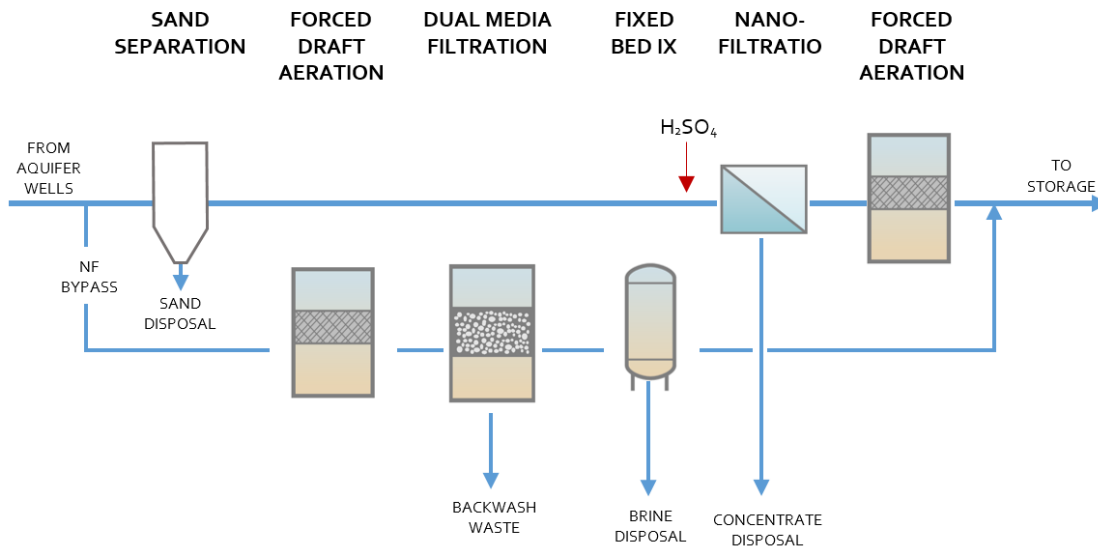 SAND
SEPARATION
FORCED
DRAFT
AERATION
DUAL MEDIA
FILTRATION
FIXED
BED IX
NANO-
FILTRATIO
FORCED
DRAFT
AERATION
FROM
AQUIFER
WELLS
H₂SO₄
TO
STORAGE
NF
BYPASS
SAND
DISPOSAL
BACKWASH
WASTE
BRINE
DISPOSAL
CONCENTRATE
DISPOSAL